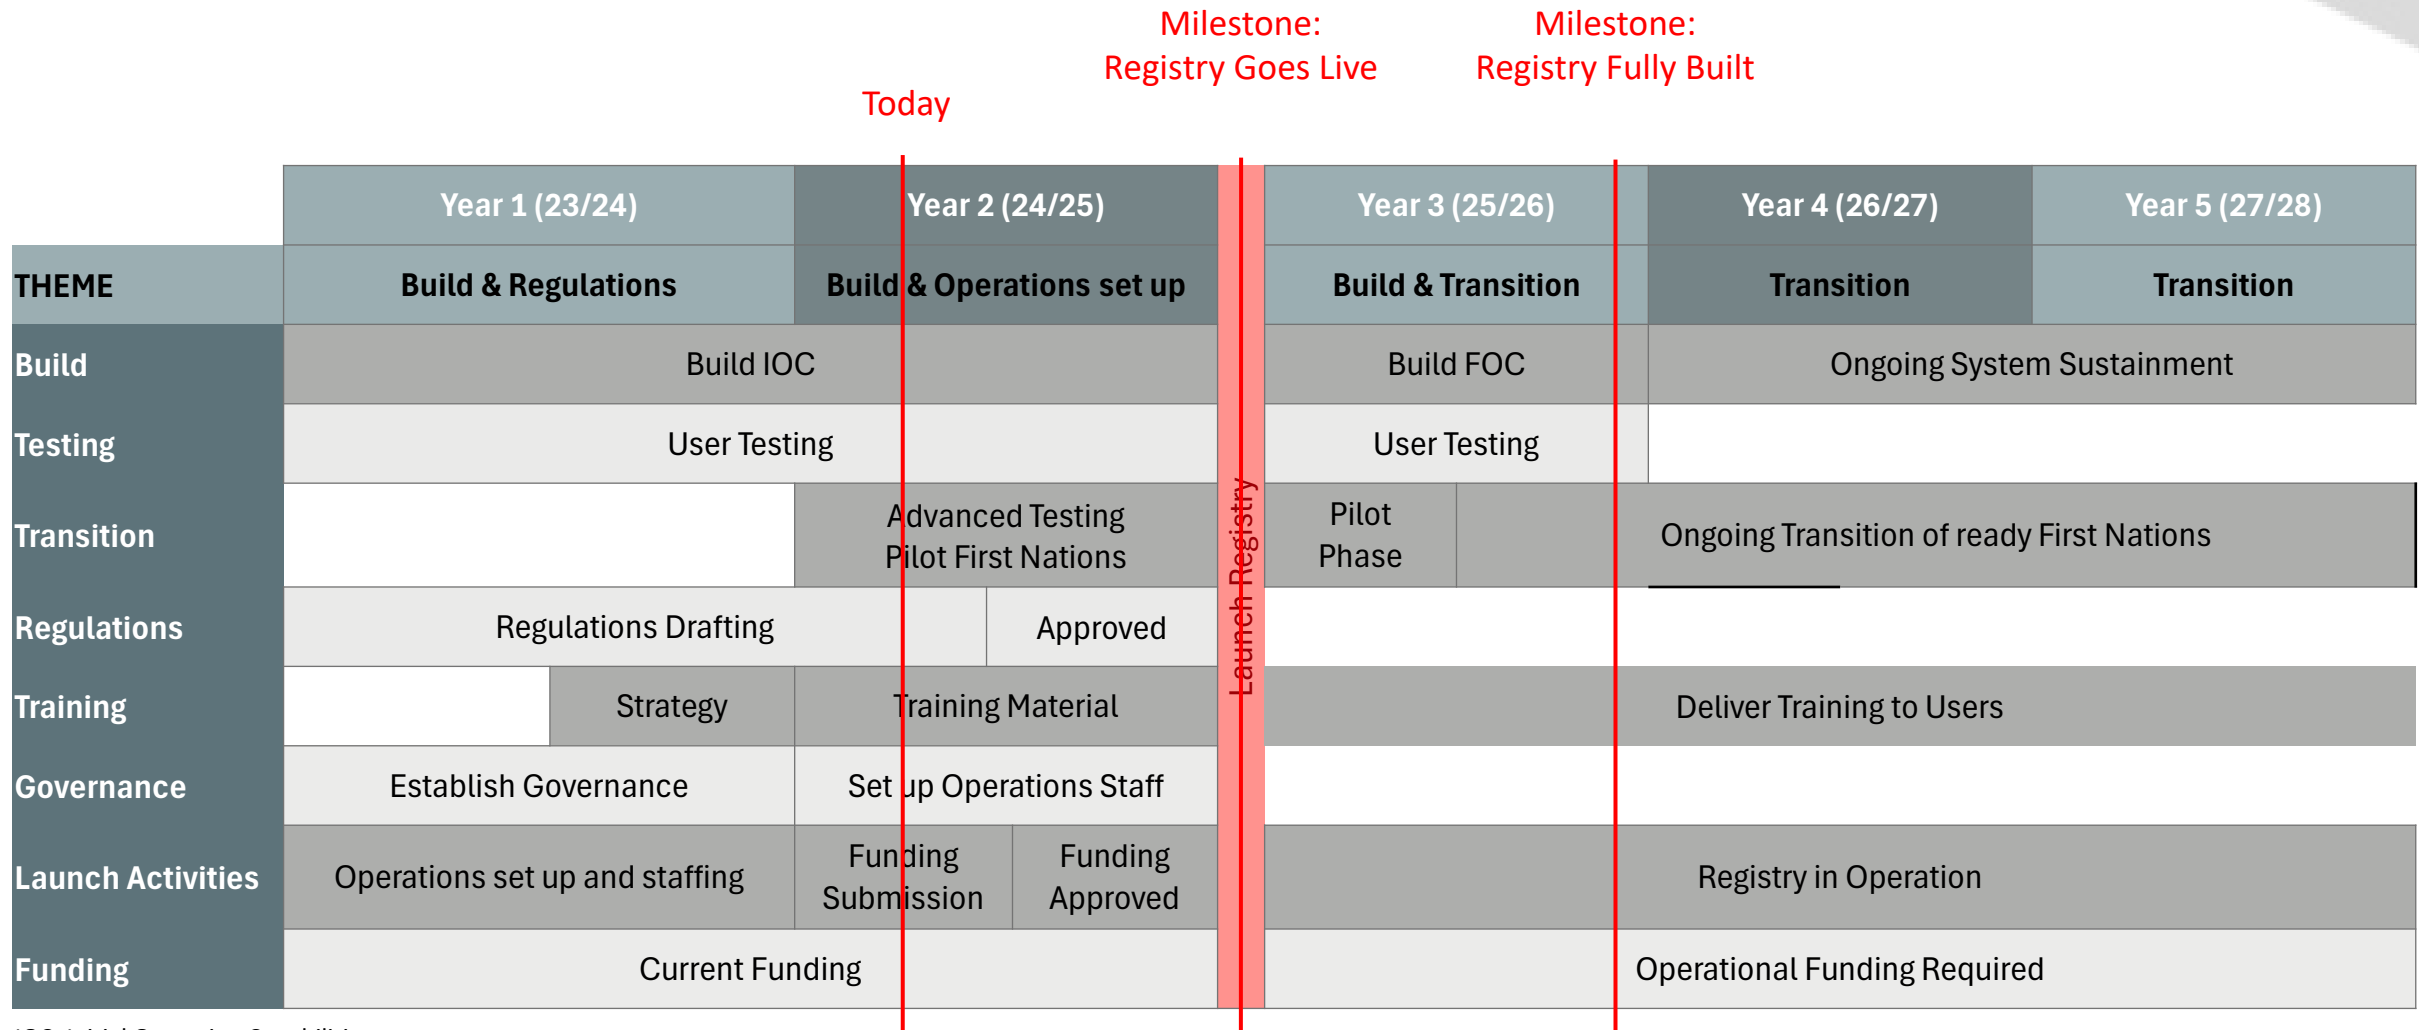 Milestone:
Registry Goes Live
Milestone:
Registry Fully Built
Today
Year 1 (23/24)
Year 2 (24/25)
Year 3 (25/26)
Year 4 (26/27)
Year 5 (27/28)
THEME
Build & Regulations
Build & Operations set up
Build & Transition
Transition
Transition
Build
Build IOC
Build FOC
Ongoing System Sustainment
Testing
User Testing
User Testing
Transition
Advanced Testing
Pilot First Nations
Pilot
Phase
Ongoing Transition of ready First Nations
Launch Registry
Regulations
Regulations Drafting
Approved
Training
Strategy
Training Material
Deliver Training to Users
Governance
Establish Governance
Set up Operations Staff
Launch Activities
Operations set up and staffing
Funding
Submission
Funding
Approved
Registry in Operation
Funding
Current Funding
Operational Funding Required